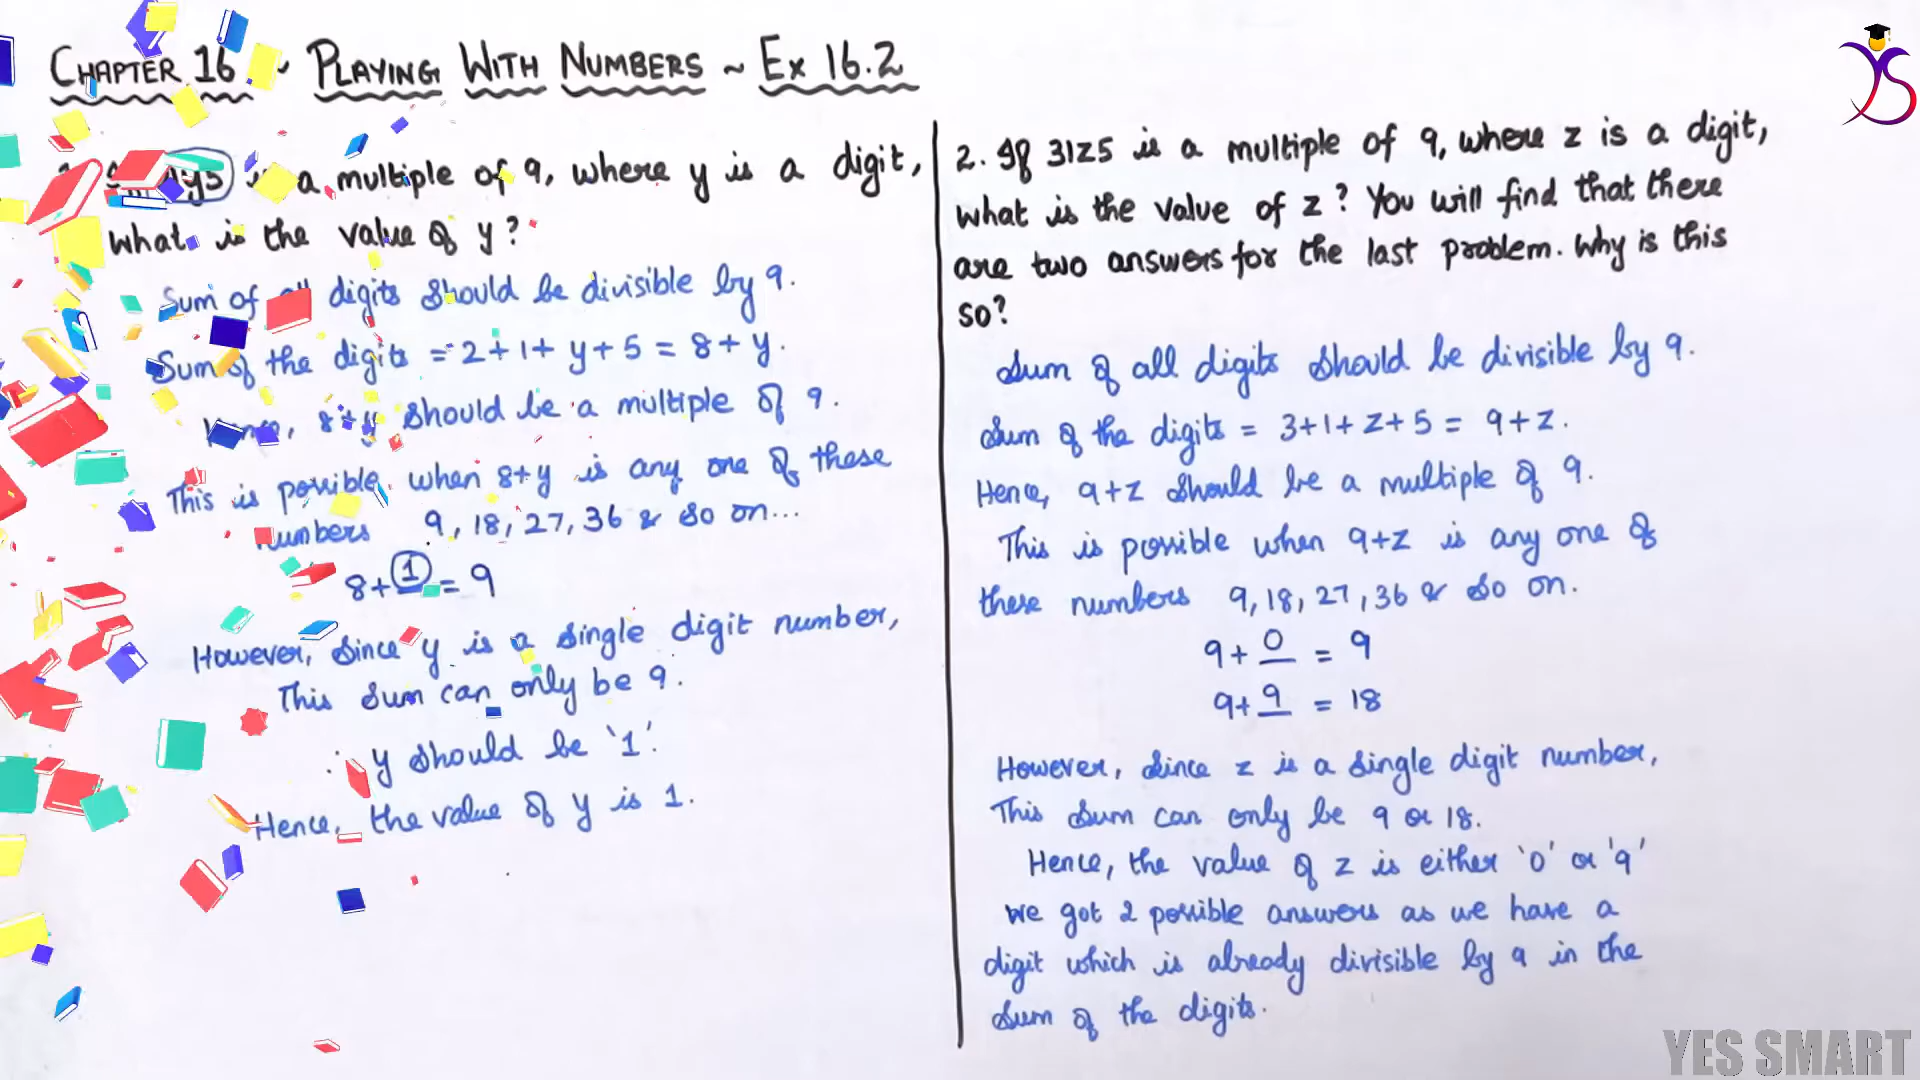 CHAPTER 16 ~ PLAYING WITH NUMBERS ~ EX 16.2
a multiple of 9, where y is a digit,
what is the value of y?
Sum of digits should be divisible by 9.
Sum of the digits = 2+1+y+5 = 8+y.
8+y should be a multiple of 9.
This is possible when 8+y is any one of these
numbers 9, 18, 27, 36 & so on...
8+1=9
However, since y is a single digit number,
This sum can only be 9.
∴ y should be '1'.
Hence, the value of y is 1.
2. If 31z5 is a multiple of 9, where z is a digit,
what is the value of z? You will find that there
are two answers for the last problem. Why is this
so?
Sum of all digits should be divisible by 9.
Sum of the digits = 3+1+z+5 = 9+z.
Hence, 9+z should be a multiple of 9.
This is possible when 9+z is any one of
these numbers 9, 18, 27, 36 & so on.
9+0 = 9
9+9 = 18
However, since z is a single digit number,
This sum can only be 9 or 18.
Hence, the value of z is either '0' or '9'
We got 2 possible answers as we have a
digit which is already divisible by 9 in the
sum of the digits.
YS
YES SMART